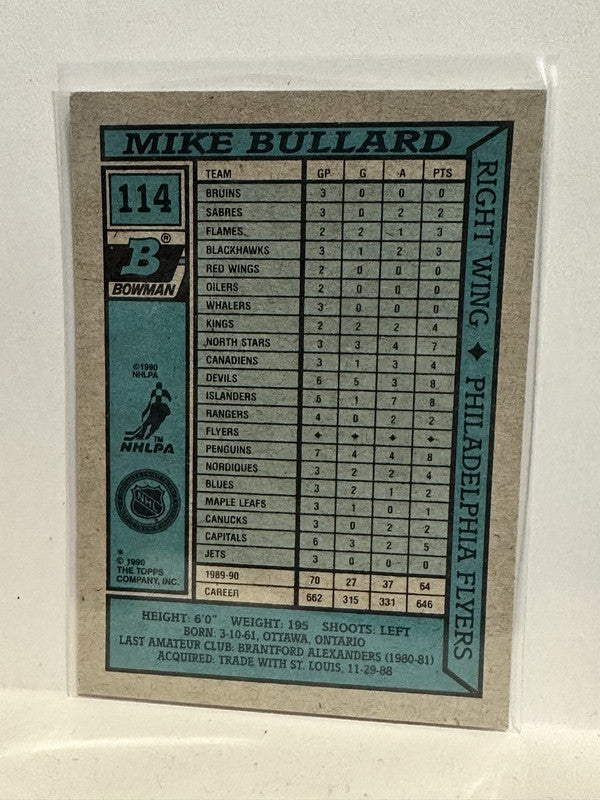 MIKE BULLARD
114
B®
BOWMAN
©1990
NHLPA
™
NHLPA
NHL
*
© 1990
THE TOPPS
COMPANY, INC.
TEAM GP G A PTS
BRUINS 3 0 0 0
SABRES 3 0 2 2
FLAMES 2 2 1 3
BLACKHAWKS 3 1 2 3
RED WINGS 2 0 0 0
OILERS 2 0 0 0
WHALERS 3 0 0 0
KINGS 2 2 2 4
NORTH STARS 3 3 4 7
CANADIENS 3 1 3 4
DEVILS 6 5 3 8
ISLANDERS 6 1 7 8
RANGERS 4 0 2 2
FLYERS ✦ ✦ ✦ ✦
PENGUINS 7 4 4 8
NORDIQUES 3 2 2 4
BLUES 3 2 1 2
MAPLE LEAFS 3 1 0 1
CANUCKS 3 0 2 2
CAPITALS 6 3 2 5
JETS 3 0 0 0
1989-90 70 27 37 64
CAREER 662 315 331 646
RIGHT WING ✦ PHILADELPHIA FLYERS
HEIGHT: 6'0" WEIGHT: 195 SHOOTS: LEFT
BORN: 3-10-61, OTTAWA, ONTARIO
LAST AMATEUR CLUB: BRANTFORD ALEXANDERS (1980-81)
ACQUIRED: TRADE WITH ST. LOUIS, 11-29-88